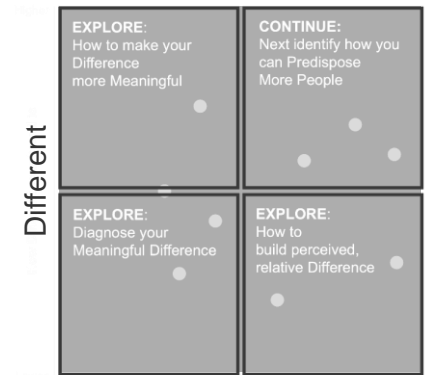 EXPLORE:
How to make your
Difference
more Meaningful
CONTINUE:
Next identify how you
can Predispose
More People
Different
EXPLORE:
Diagnose your
Meaningful Difference
EXPLORE:
How to
build perceived,
relative Difference